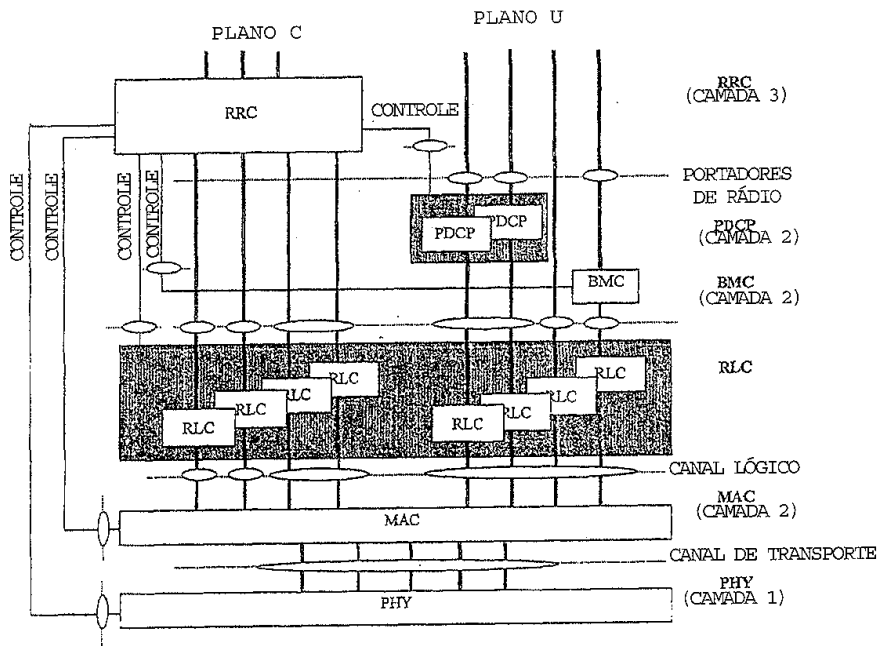 PLANO C
PLANO U
RRC
CONTROLE
RRC
(CAMADA 3)
CONTROLE
CONTROLE
CONTROLE
CONTROLE
PORTADORES
DE RÁDIO
PDCP
PDCP
PDCP
(CAMADA 2)
BMC
BMC
(CAMADA 2)
RLC
RLC
RLC
RLC
RLC
RLC
RLC
RLC
RLC
CANAL LÓGICO
MAC
MAC
(CAMADA 2)
CANAL DE TRANSPORTE
PHY
PHY
(CAMADA 1)